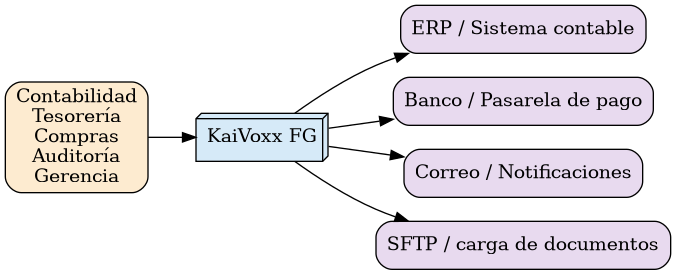 Contabilidad
Tesorería
Compras
Auditoría
Gerencia
KaiVoxx FG
ERP / Sistema contable
Banco / Pasarela de pago
Correo / Notificaciones
SFTP / carga de documentos